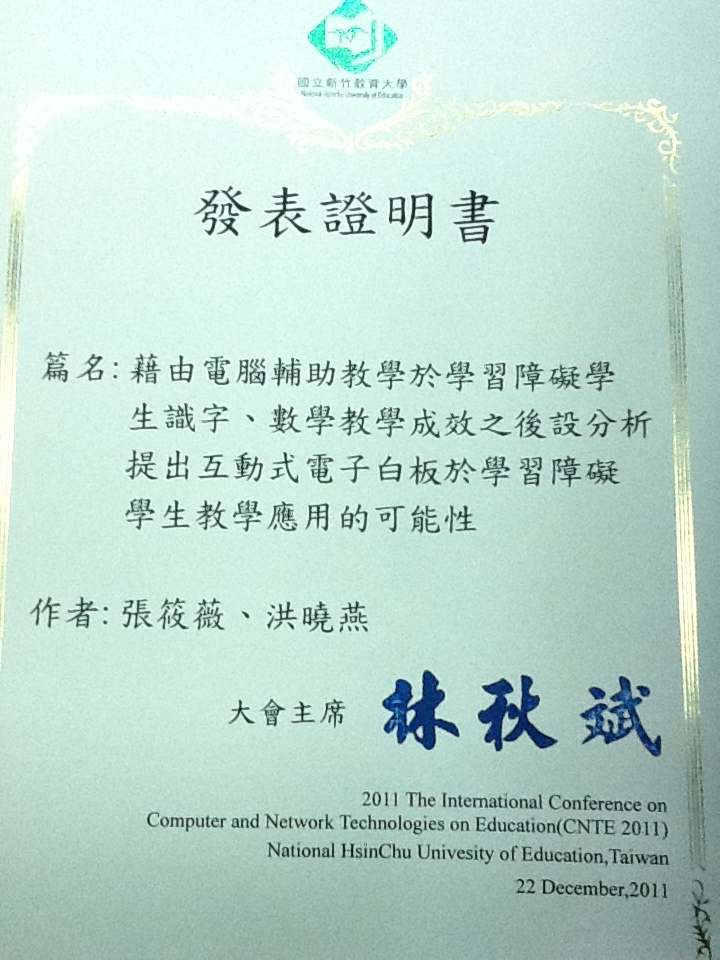 國立新竹教育大學
National Hsinchu University of Education
發表證明書
篇名: 藉由電腦輔助教學於學習障礙學
生識字、數學教學成效之後設分析
提出互動式電子白板於學習障礙
學生教學應用的可能性
作者: 張筱薇、洪曉燕
大會主席 林秋斌
2011 The International Conference on
Computer and Network Technologies on Education(CNTE 2011)
National HsinChu Univesity of Education,Taiwan
22 December,2011